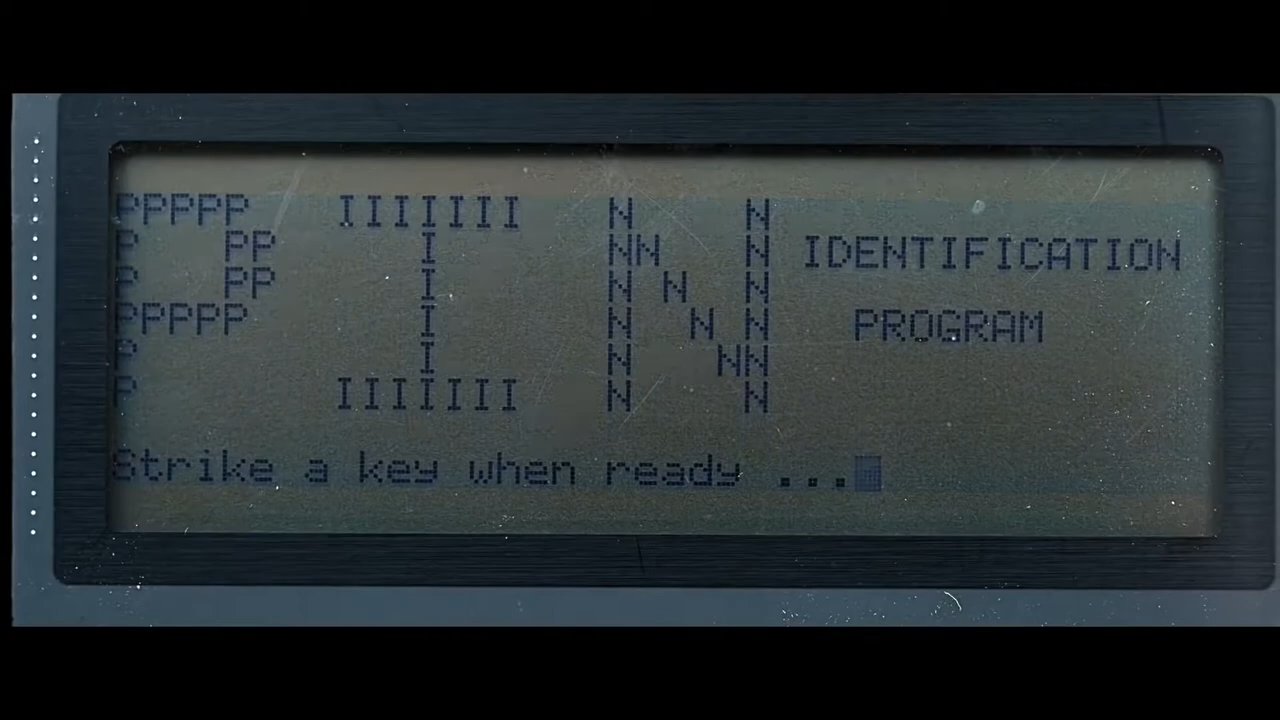 PPPPP IIIIIII N N
P PP I NN N IDENTIFICATION
P PP I N N N
PPPPP I N N N PROGRAM
P I N NN
P IIIIIII N N
Strike a key when ready ...